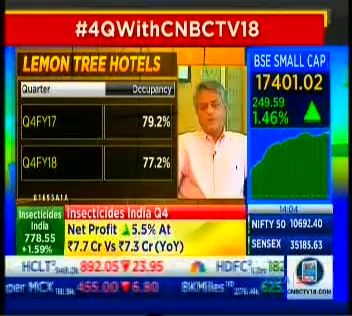 #4QWithCNBCTV18
LEMON TREE HOTELS
Quarter Occupancy
Q4FY17 79.2%
Q4FY18 77.2%
BSE SMALL CAP
17401.02
249.59
1.46%
Insecticides
India
778.55
+1.59%
Insecticides India Q4
Net Profit ▲ 5.5% At
₹7.7 Cr Vs ₹7.3 Cr (YoY)
14:04
NIFTY 50 10692.40
SENSEX 35185.63
HCLT 892.05 ▼ 23.95 HDFC
MCX 455.00 ▼ 6.80
CNBCTV18.COM